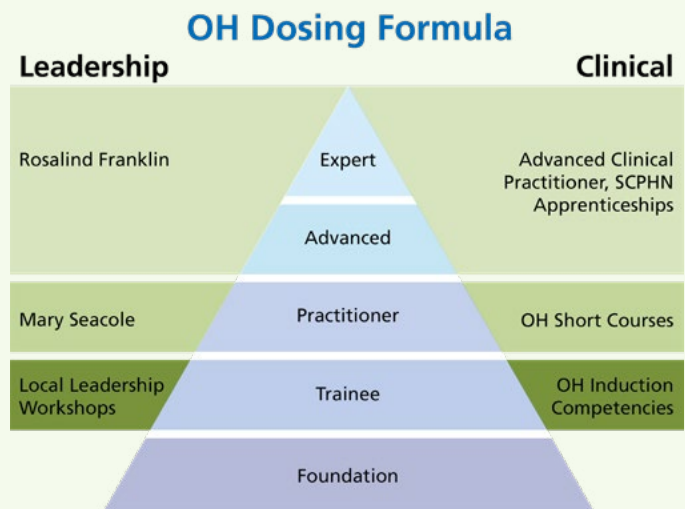 OH Dosing Formula
Leadership
Clinical
Rosalind Franklin
Expert
Advanced Clinical
Practitioner, SCPHN
Apprenticeships
Advanced
Mary Seacole
Practitioner
OH Short Courses
Local Leadership
Workshops
Trainee
OH Induction
Competencies
Foundation